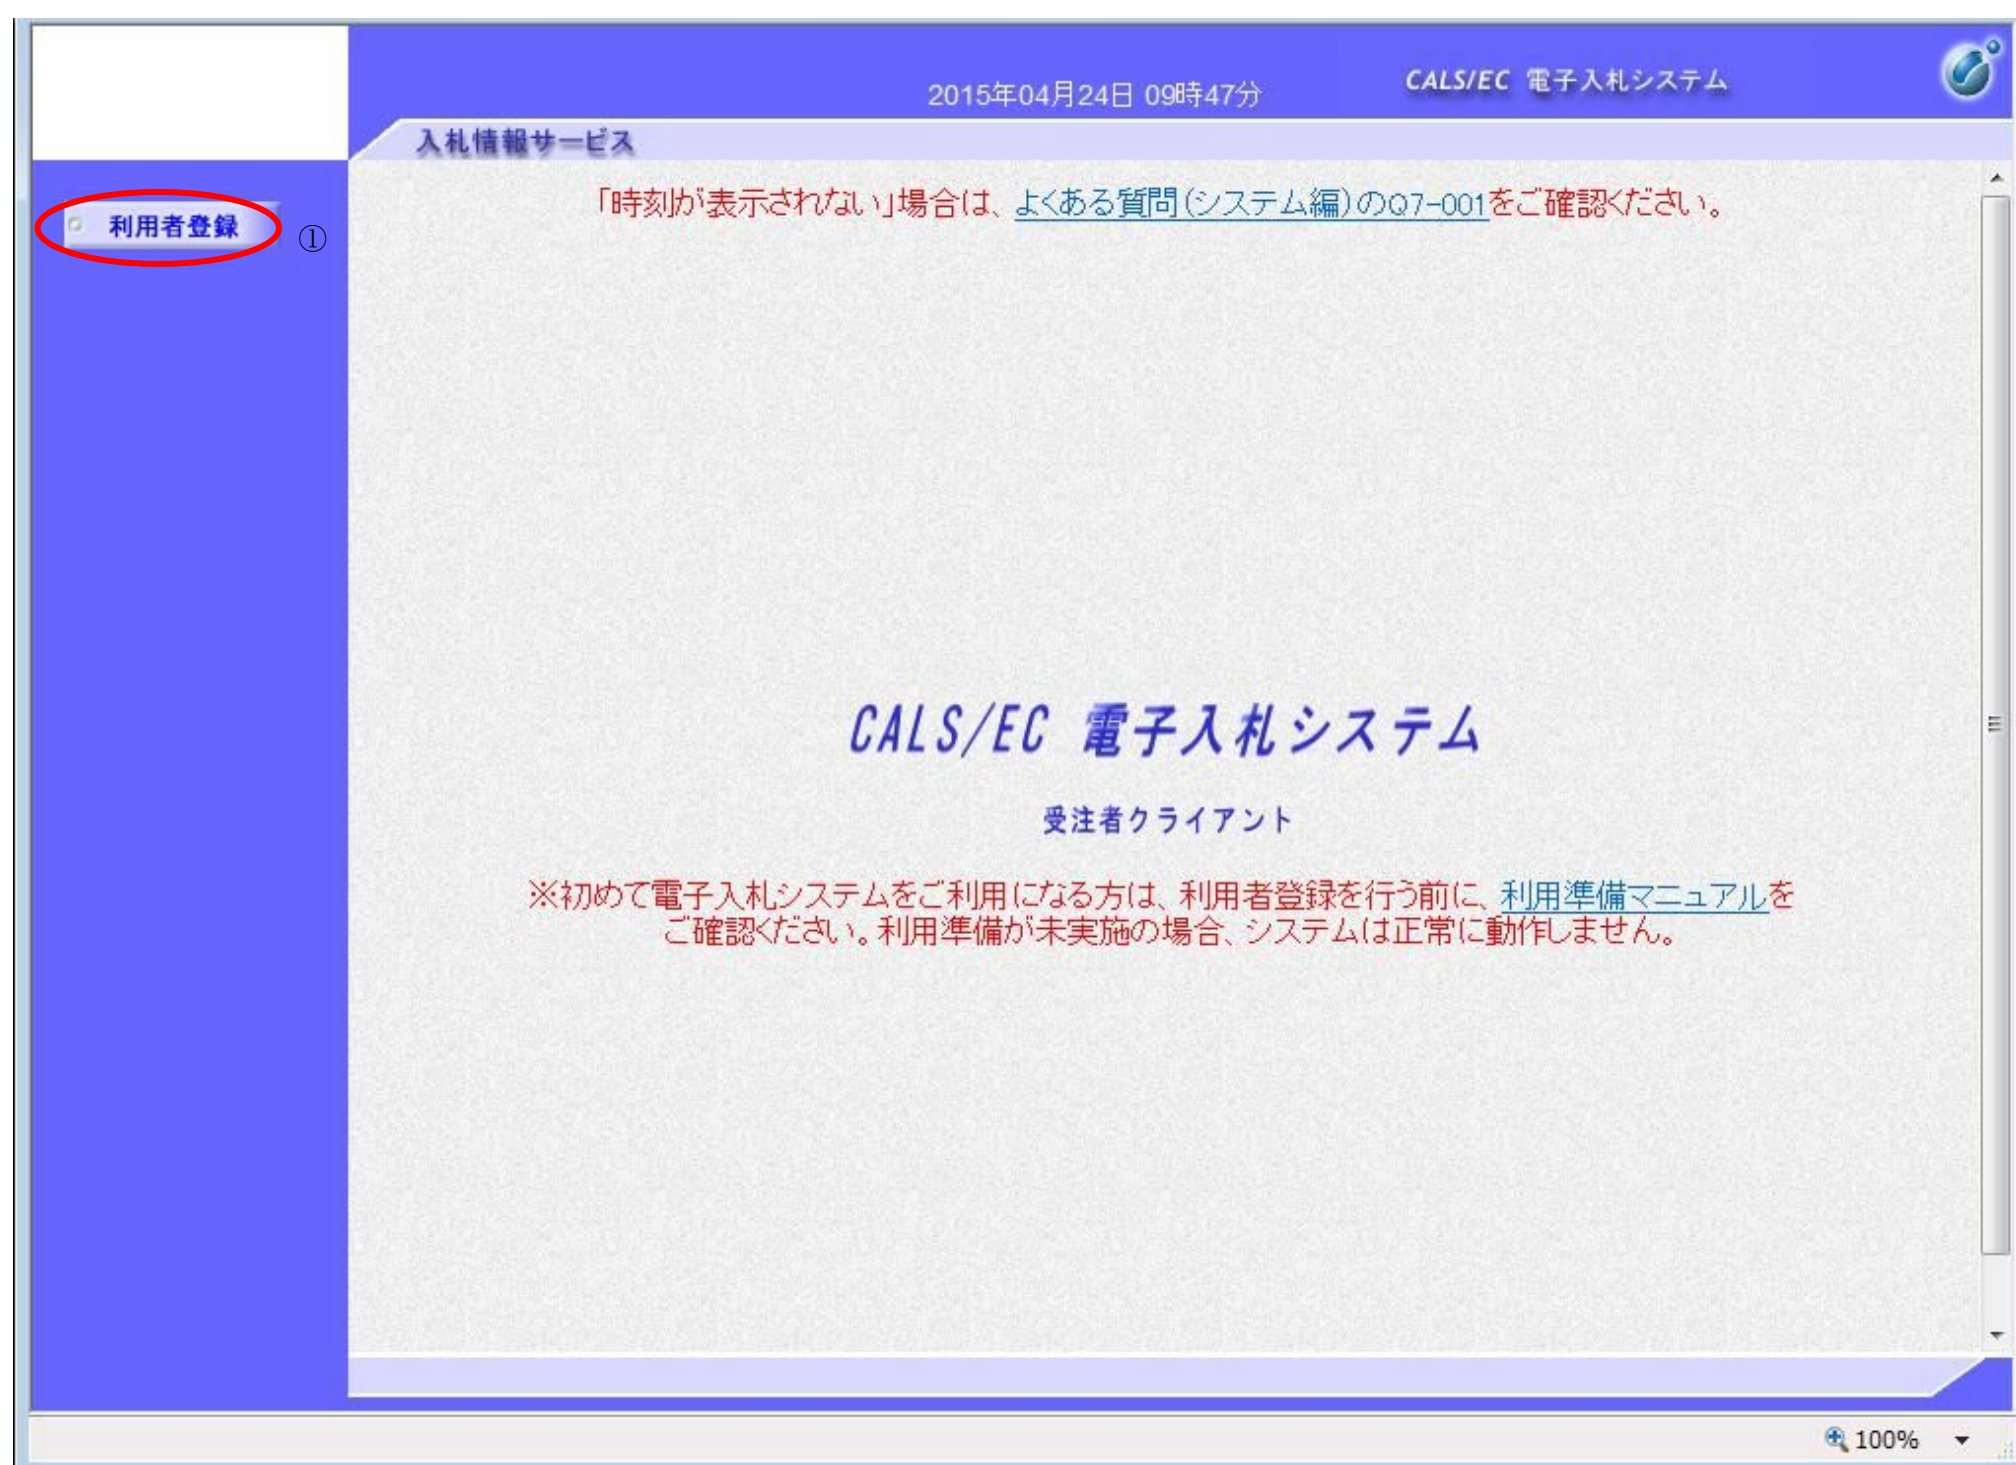 2015年04月24日 09時47分
CALS/EC 電子入札システム
入札情報サービス
利用者登録
①
「時刻が表示されない」場合は、よくある質問(システム編)のQ7-001をご確認ください。
CALS/EC 電子入札システム
受注者クライアント
※初めて電子入札システムをご利用になる方は、利用者登録を行う前に、利用準備マニュアルを
ご確認ください。利用準備が未実施の場合、システムは正常に動作しません。
100%